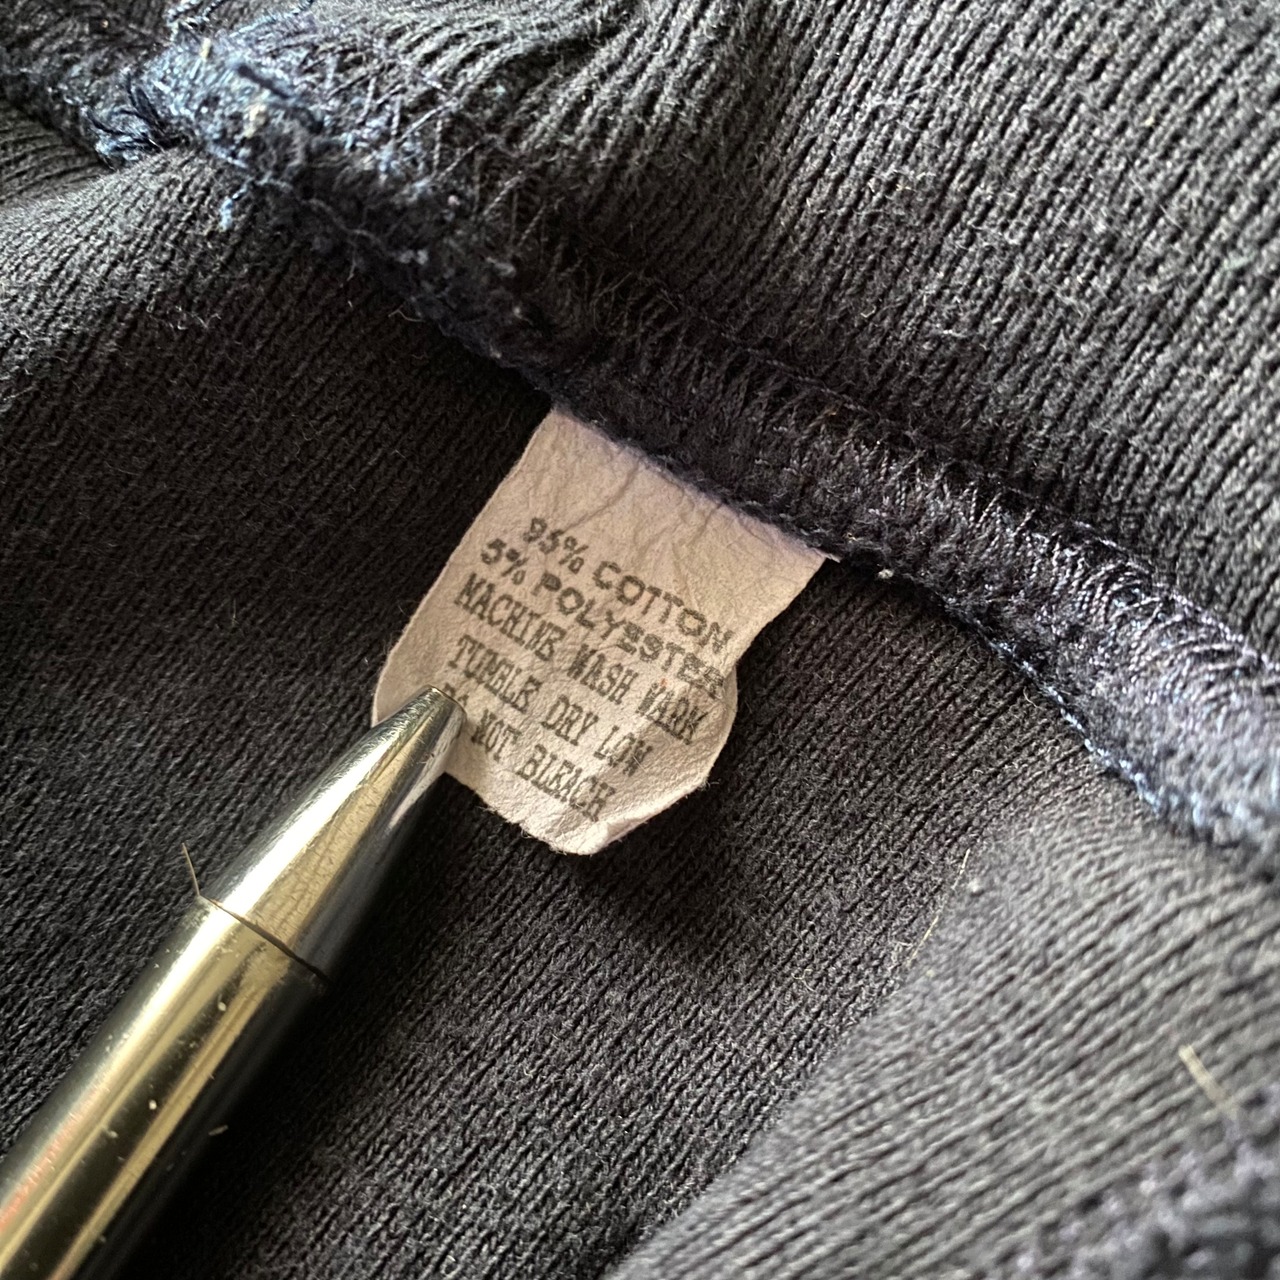 95% COTTON
5% POLYESTER
MACHINE WASH WARM
TUMBLE DRY LOW
NOT BLEACH